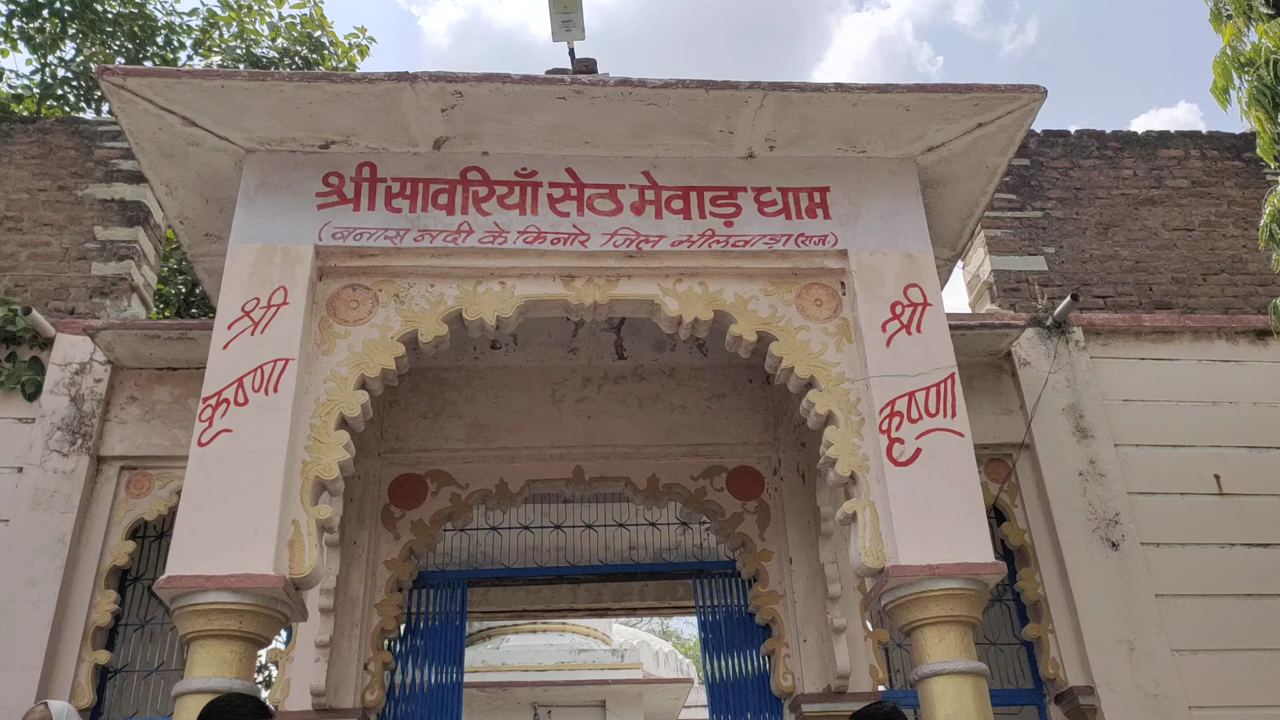 श्री सावरियाँ सेठ मेवाड़ धाम
(बनास नदी के किनारे जिला भीलवाड़ा (राज.)
श्री
कृष्णा
श्री
कृष्णा